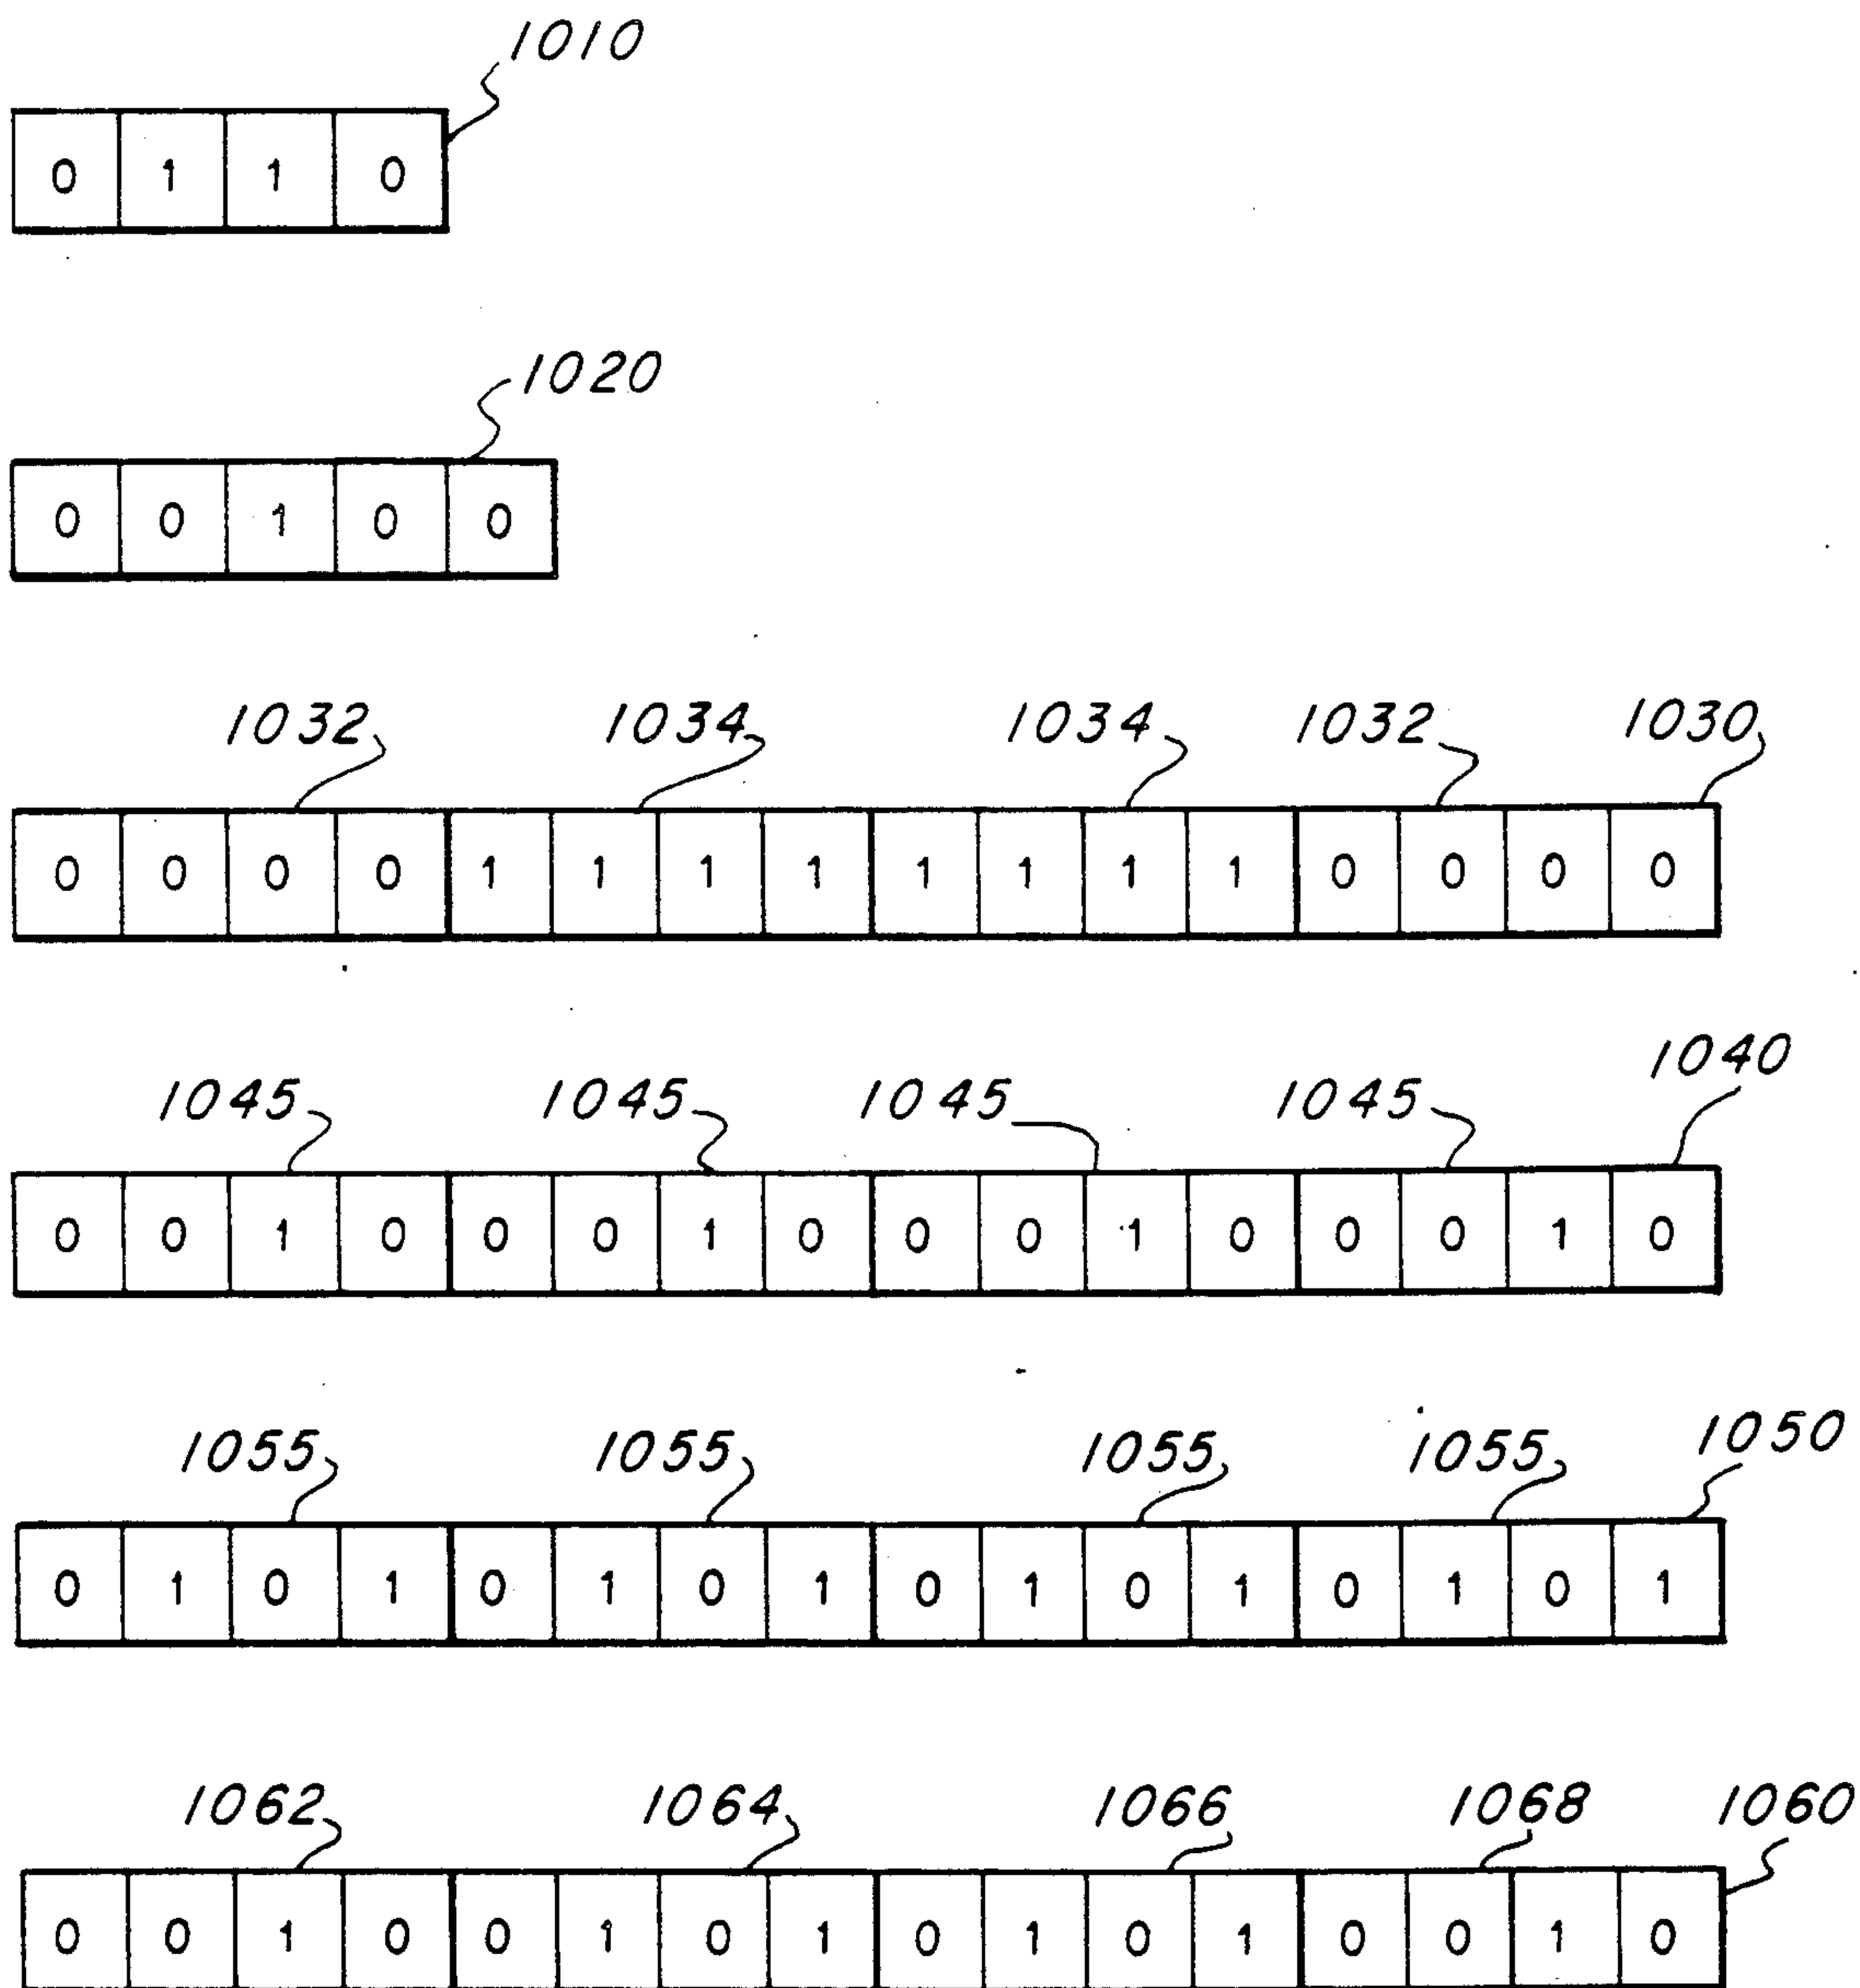 1010
0 1 1 0
1020
0 0 1 0 0
1032 1034 1034 1032 1030
0 0 0 0 1 1 1 1 1 1 1 1 0 0 0 0
1040
1045 1045 1045 1045
0 0 1 0 0 0 1 0 0 0 1 0 0 0 1 0
1055 1055 1055 1055 1050
0 1 0 1 0 1 0 1 0 1 0 1 0 1 0 1
1062 1064 1066 1068 1060
0 0 1 0 0 1 0 1 0 1 0 1 0 0 1 0